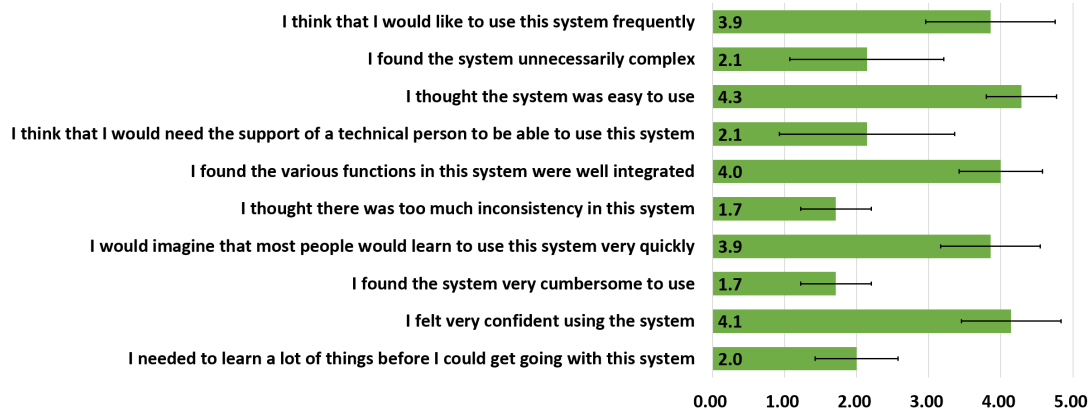 I think that I would like to use this system frequently 3.9
I found the system unnecessarily complex 2.1
I thought the system was easy to use 4.3
I think that I would need the support of a technical person to be able to use this system 2.1
I found the various functions in this system were well integrated 4.0
I thought there was too much inconsistency in this system 1.7
I would imagine that most people would learn to use this system very quickly 3.9
I found the system very cumbersome to use 1.7
I felt very confident using the system 4.1
I needed to learn a lot of things before I could get going with this system 2.0
0.00 1.00 2.00 3.00 4.00 5.00